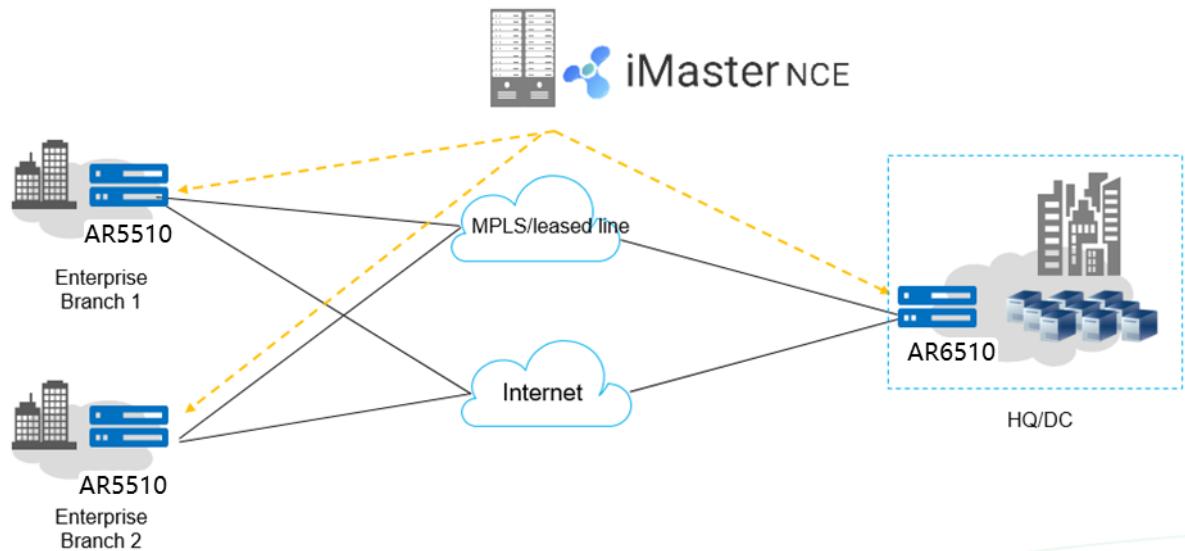 iMaster NCE
MPLS/leased line
AR5510
Enterprise
Branch 1
Internet
AR6510
HQ/DC
AR5510
Enterprise
Branch 2